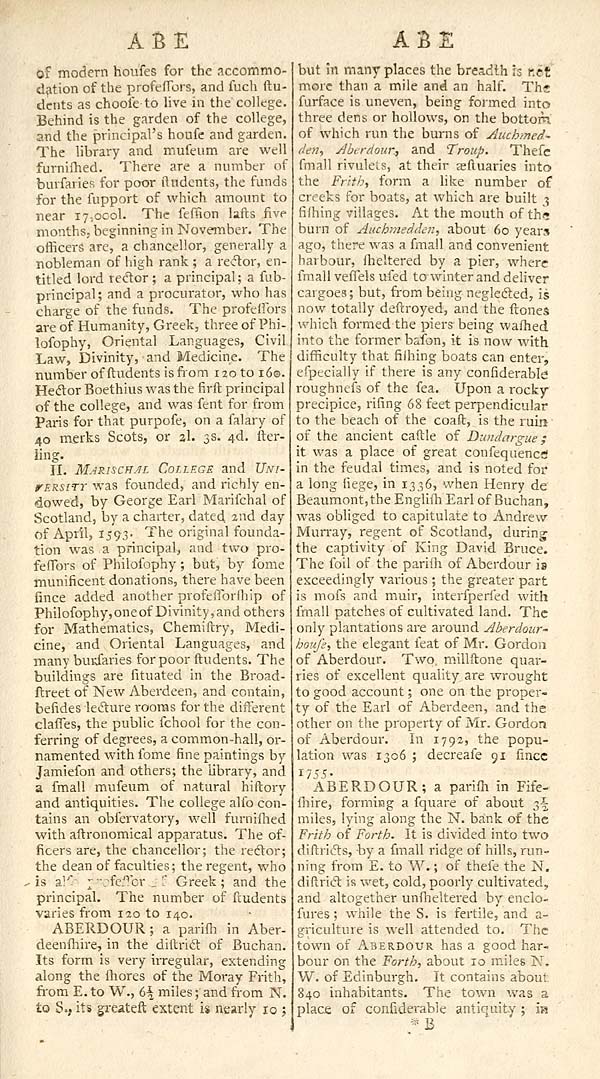 ABE
of modern houſes for the accommo-
dation of the profeſſors, and ſuch ſtu-
dents as chooſe to live in the college.
Behind is the garden of the college,
and the principal's houſe and garden.
The library and muſeum are well
furniſhed. There are a number of
burſaries for poor ſtudents, the funds
for the ſupport of which amount to
near 17,000l. The ſeſſion laſts five
months, beginning in November. The
officers are, a chancellor, generally a
nobleman of high rank; a rector, en-
titled lord rector; a principal; a ſub-
principal; and a procurator, who has
charge of the funds. The profeſſors
are of Humanity, Greek, three of Phi-
loſophy, Oriental Languages, Civil
Law, Divinity, and Medicine. The
number of ſtudents is from 120 to 160.
Hector Boethius was the firſt principal
of the college, and was ſent for from
Paris for that purpoſe, on a ſalary of
40 merks Scots, or 2l. 3s. 4d. ſter-
ling.
II. MARISCHAL COLLEGE and UNI-
VERSITY was founded, and richly en-
dowed, by George Earl Mariſchal of
Scotland, by a charter, dated 2nd day
of April, 1593. The original founda-
tion was a principal, and two pro-
feſſors of Philoſophy; but, by ſome
munificent donations, there have been
ſince added another profeſſorſhip of
Philoſophy, one of Divinity, and others
for Mathematics, Chemiſtry, Medi-
cine, and Oriental Languages, and
many burſaries for poor ſtudents. The
buildings are ſituated in the Broad-
ſtreet of New Aberdeen, and contain,
beſides lecture rooms for the different
claſſes, the public ſchool for the con-
ferring of degrees, a common-hall, or-
namented with ſome fine paintings by
Jamieſon and others; the library, and
a ſmall muſeum of natural hiſtory
and antiquities. The college alſo con-
tains an obſervatory, well furniſhed
with aſtronomical apparatus. The of-
ficers are, the chancellor; the rector;
the dean of faculties; the regent, who
is alſo profeſſor of Greek; and the
principal. The number of ſtudents
varies from 120 to 140.
ABERDOUR; a pariſh in Aber-
deenſhire, in the diſtrict of Buchan.
Its form is very irregular, extending
along the ſhores of the Moray Frith,
from E. to W., 6½ miles; and from N.
to S., its greateſt extent is nearly 10;
ABE
but in many places the breadth is not
more than a mile and an half. The
ſurface is uneven, being formed into
three dens or hollows, on the bottom
of which run the burns of Auchmed-
den, Aberdour, and Troup. Theſe
ſmall rivulets, at their æſtuaries into
the Frith, form a like number of
creeks for boats, at which are built 3
fiſhing villages. At the mouth of the
burn of Auchmedden, about 60 years
ago, there was a ſmall and convenient
harbour, ſheltered by a pier, where
ſmall veſſels uſed to winter and deliver
cargoes; but, from being neglected, is
now totally deſtroyed, and the ſtones
which formed the piers being waſhed
into the former baſon, it is now with
difficulty that fiſhing boats can enter,
eſpecially if there is any conſiderable
roughneſs of the ſea. Upon a rocky
precipice, riſing 68 feet perpendicular
to the beach of the coaſt, is the ruin
of the ancient caſtle of Dundargue;
it was a place of great conſequence
in the feudal times, and is noted for
a long ſiege, in 1336, when Henry de
Beaumont, the Engliſh Earl of Buchan,
was obliged to capitulate to Andrew
Murray, regent of Scotland, during
the captivity of King David Bruce.
The ſoil of the pariſh of Aberdour is
exceedingly various; the greater part
is moſs and muir, interſperſed with
ſmall patches of cultivated land. The
only plantations are around Aberdour-
houſe, the elegant ſeat of Mr. Gordon
of Aberdour. Two millſtone quar-
ries of excellent quality are wrought
to good account; one on the proper-
ty of the Earl of Aberdeen, and the
other on the property of Mr. Gordon
of Aberdour. In 1792, the popu-
lation was 1306; decreaſe 91 ſince
1755.
ABERDOUR; a pariſh in Fife-
ſhire, forming a ſquare of about 3½
miles, lying along the N. bank of the
Frith of Forth. It is divided into two
diſtricts, by a ſmall ridge of hills, run-
ning from E. to W.; of theſe the N.
diſtrict is wet, cold, poorly cultivated,
and altogether unſheltered by encloſ-
ures; while the S. is fertile, and a-
griculture is well attended to. The
town of ABERDOUR has a good har-
bour on the Forth, about 10 miles N.
W. of Edinburgh. It contains about
840 inhabitants. The town was a
place of conſiderable antiquity; in
* B